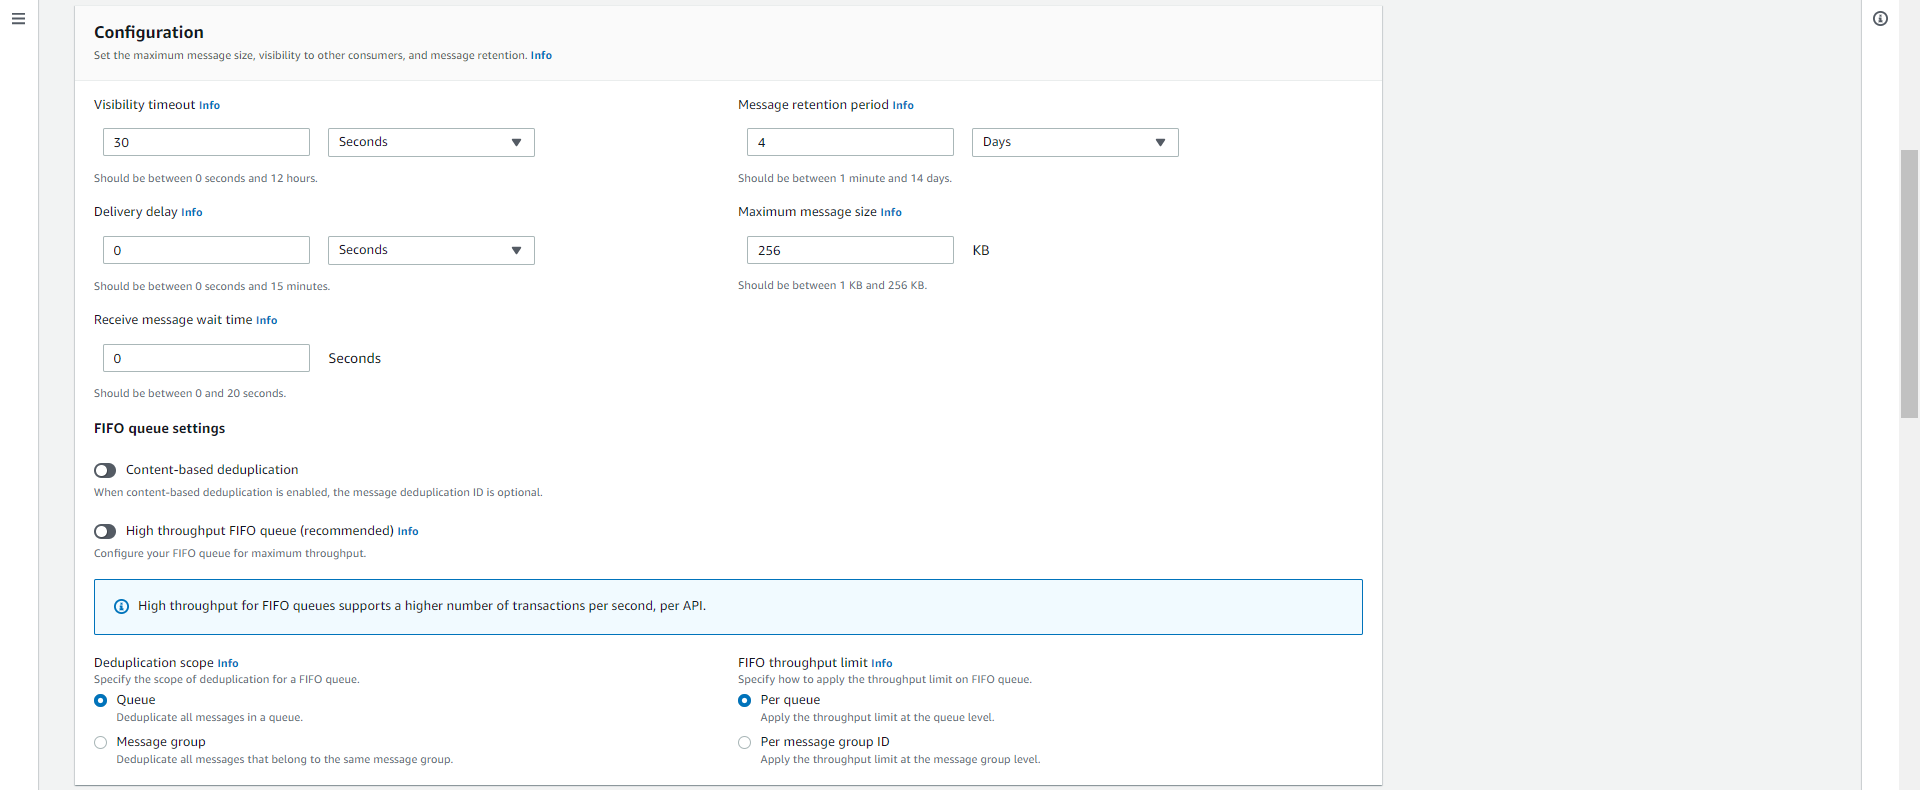 Configuration
Set the maximum message size, visibility to other consumers, and message retention. Info
Visibility timeout Info
30
Seconds
Should be between 0 seconds and 12 hours.
Message retention period Info
4
Days
Should be between 1 minute and 14 days.
Delivery delay Info
0
Seconds
Should be between 0 seconds and 15 minutes.
Maximum message size Info
256
KB
Should be between 1 KB and 256 KB.
Receive message wait time Info
0
Seconds
Should be between 0 and 20 seconds.
FIFO queue settings
Content-based deduplication
When content-based deduplication is enabled, the message deduplication ID is optional.
High throughput FIFO queue (recommended) Info
Configure your FIFO queue for maximum throughput.
High throughput for FIFO queues supports a higher number of transactions per second, per API.
Deduplication scope Info
Specify the scope of deduplication for a FIFO queue.
Queue
Deduplicate all messages in a queue.
Message group
Deduplicate all messages that belong to the same message group.
FIFO throughput limit Info
Specify how to apply the throughput limit on FIFO queue.
Per queue
Apply the throughput limit at the queue level.
Per message group ID
Apply the throughput limit at the message group level.